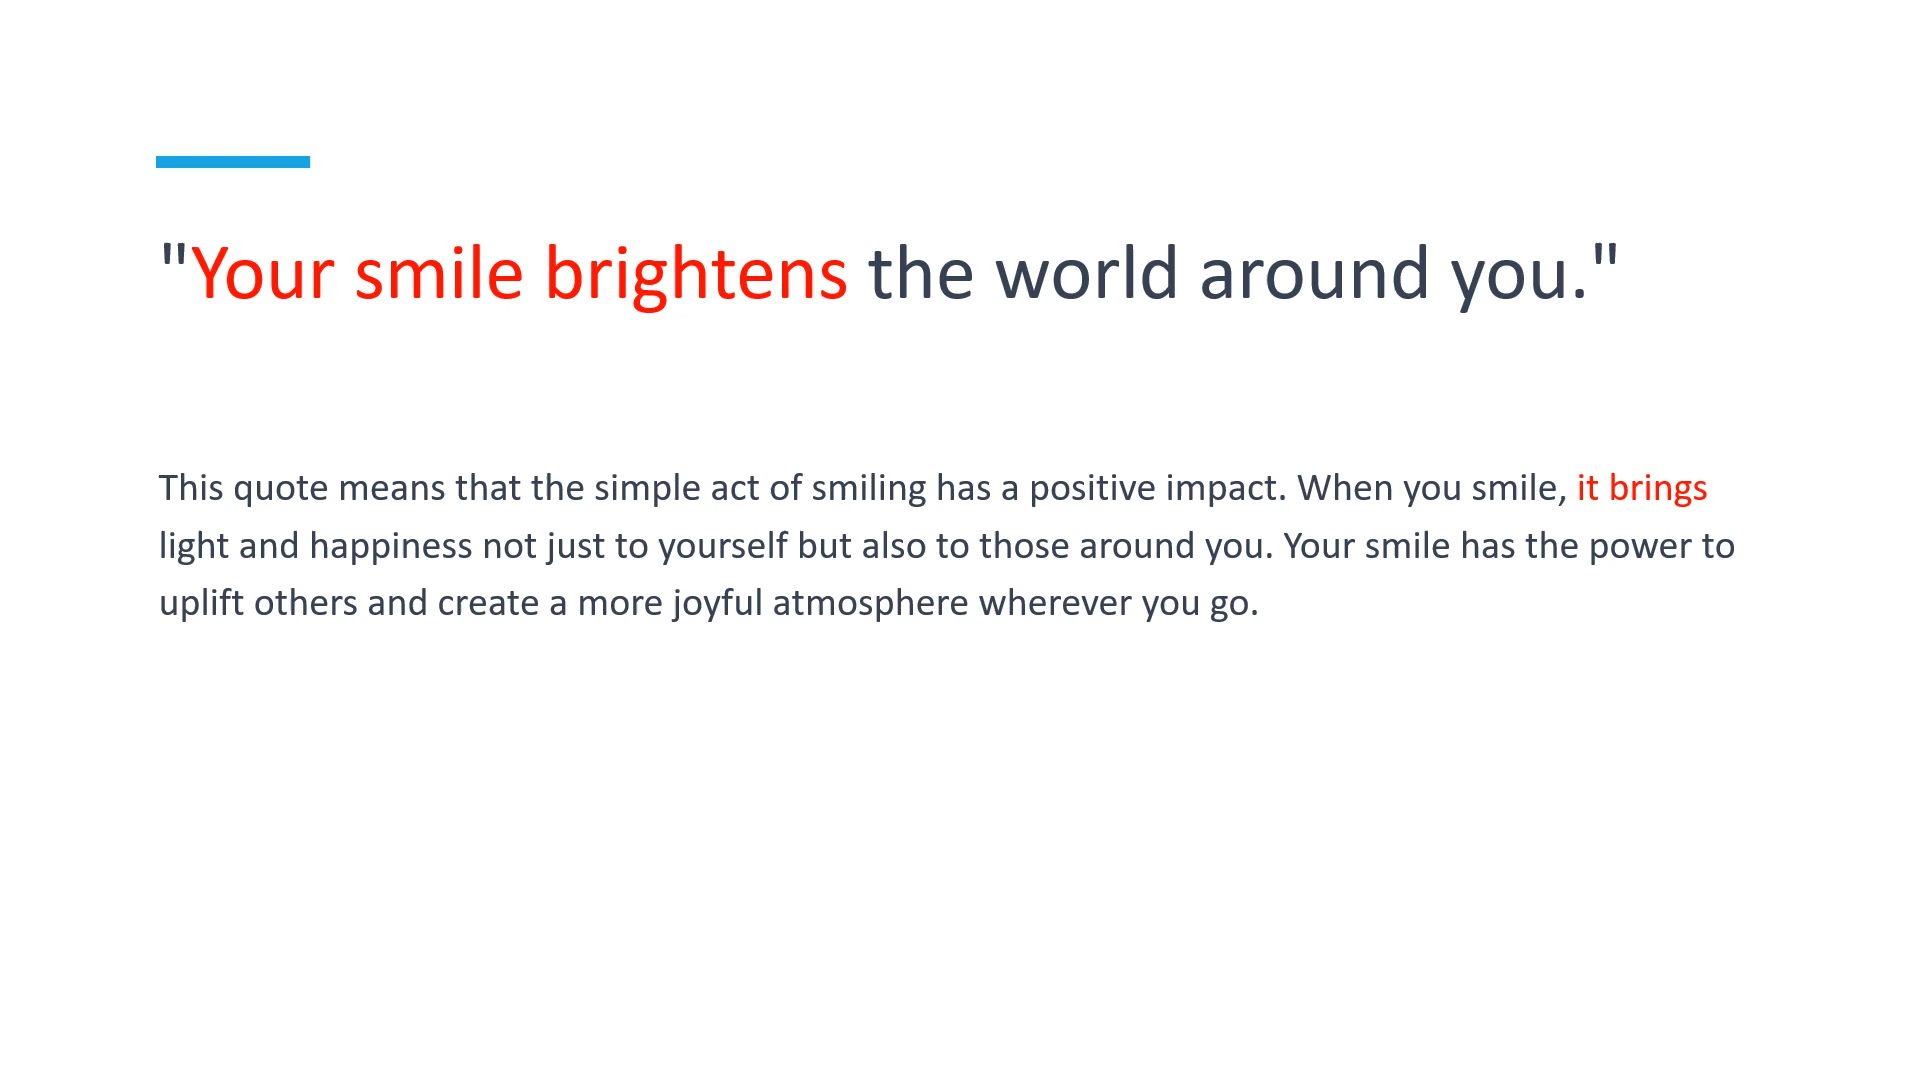 "Your smile brightens the world around you."
This quote means that the simple act of smiling has a positive impact. When you smile, it brings
light and happiness not just to yourself but also to those around you. Your smile has the power to
uplift others and create a more joyful atmosphere wherever you go.